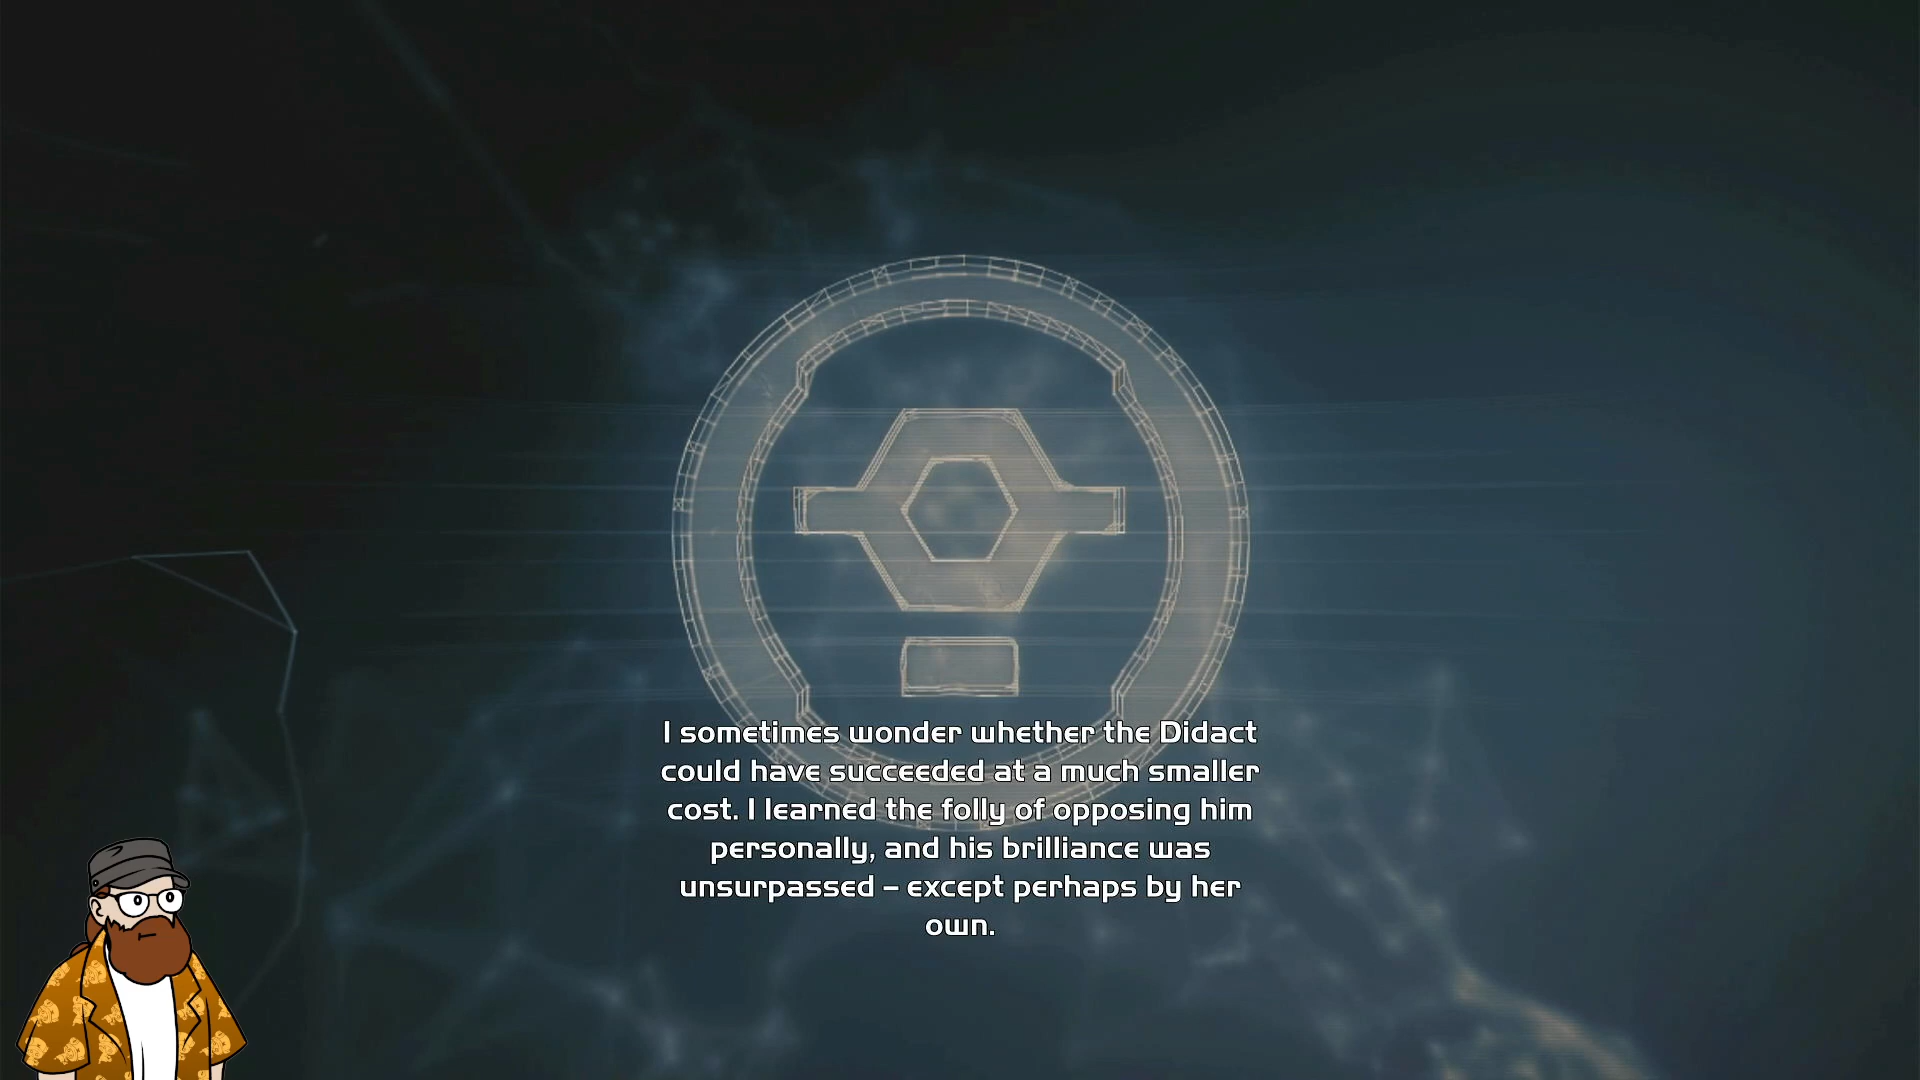 I sometimes wonder whether the Didact
could have succeeded at a much smaller
cost. I learned the folly of opposing him
personally, and his brilliance was
unsurpassed – except perhaps by her
own.